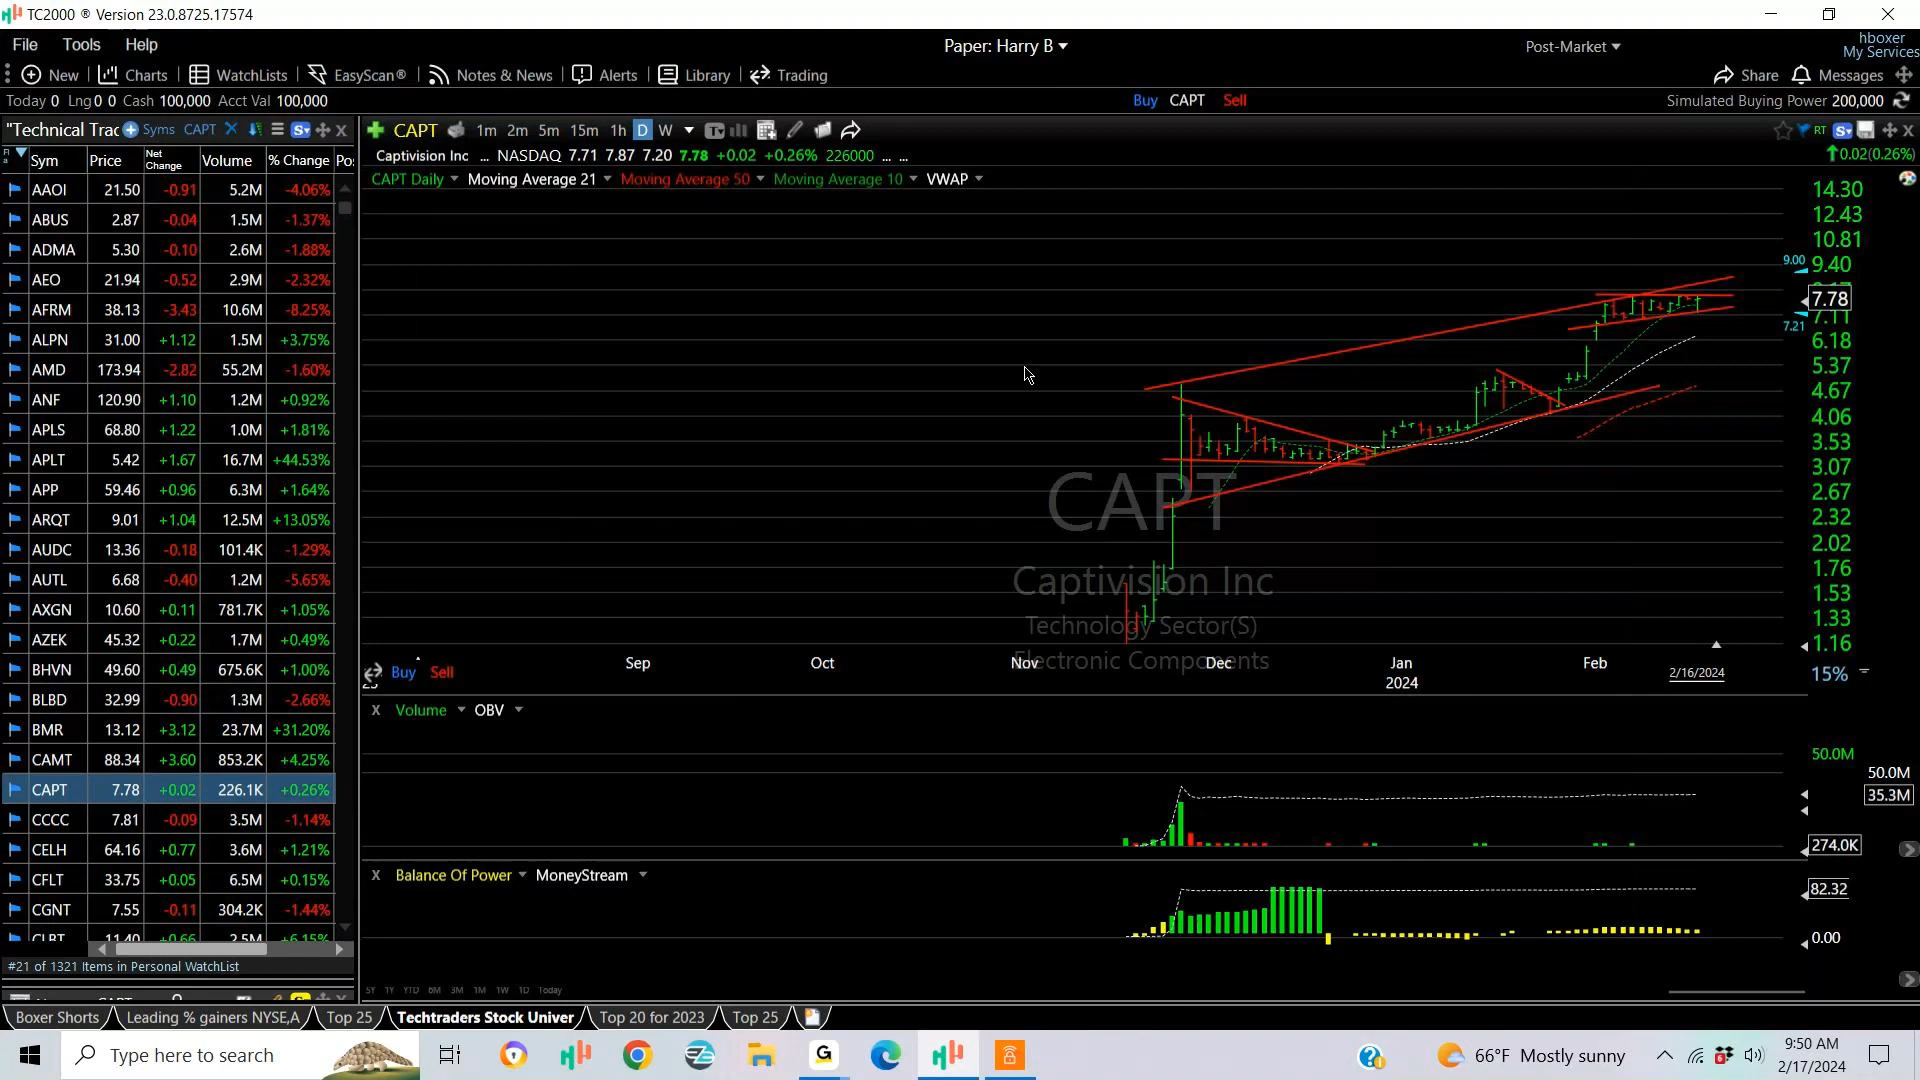 TC2000 ® Version 23.0.8725.17574
File Tools Help
Paper: Harry B
Post-Market
hboxer
My Services
New Charts WatchLists EasyScan® Notes & News Alerts Library Trading
Share Messages
Today 0 Lng 0 0 Cash 100,000 Acct Val 100,000
Buy CAPT Sell
Simulated Buying Power 200,000
"Technical Trac Syms CAPT
CAPT 1m 2m 5m 15m 1h D W
RT
Sym Price Net Change Volume % Change Po
Captivision Inc ... NASDAQ 7.71 7.87 7.20 7.78 +0.02 +0.26% 226000 ... ...
0.02(0.26%)
CAPT Daily Moving Average 21 Moving Average 50 Moving Average 10 VWAP
AAOI 21.50 -0.91 5.2M -4.06%
ABUS 2.87 -0.04 1.5M -1.37%
ADMA 5.30 -0.10 2.6M -1.88%
AEO 21.94 -0.52 2.9M -2.32%
AFRM 38.13 -3.43 10.6M -8.25%
ALPN 31.00 +1.12 1.5M +3.75%
AMD 173.94 -2.82 55.2M -1.60%
ANF 120.90 +1.10 1.2M +0.92%
APLS 68.80 +1.22 1.0M +1.81%
APLT 5.42 +1.67 16.7M +44.53%
APP 59.46 +0.96 6.3M +1.64%
ARQT 9.01 +1.04 12.5M +13.05%
AUDC 13.36 -0.18 101.4K -1.29%
AUTL 6.68 -0.40 1.2M -5.65%
AXGN 10.60 +0.11 781.7K +1.05%
AZEK 45.32 +0.22 1.7M +0.49%
BHVN 49.60 +0.49 675.6K +1.00%
BLBD 32.99 -0.90 1.3M -2.66%
BMR 13.12 +3.12 23.7M +31.20%
CAMT 88.34 +3.60 853.2K +4.25%
CAPT 7.78 +0.02 226.1K +0.26%
CCCC 7.81 -0.09 3.5M -1.14%
CELH 64.16 +0.77 3.6M +1.21%
CFLT 33.75 +0.05 6.5M +0.15%
CGNT 7.55 -0.11 304.2K -1.44%
CLBT 11.40 +0.66 2.5M +6.15%
#21 of 1321 Items in Personal WatchList
14.30
12.43
10.81
9.00 9.40
7.78
7.11
7.21
6.18
5.37
4.67
4.06
3.53
3.07
2.67
2.32
2.02
1.76
1.53
1.33
1.16
15%
CAPT
Captivision Inc
Technology Sector(S)
Electronic Components
Buy Sell
Sep Oct Nov Dec Jan Feb
2024
2/16/2024
X Volume OBV
50.0M
50.0M
35.3M
274.0K
X Balance Of Power MoneyStream
82.32
0.00
5Y 1Y YTD 6M 3M 1M 1W 1D Today
Boxer Shorts Leading % gainers NYSE,A Top 25 Techtraders Stock Univer Top 20 for 2023 Top 25
Type here to search
66°F Mostly sunny
9:50 AM
2/17/2024